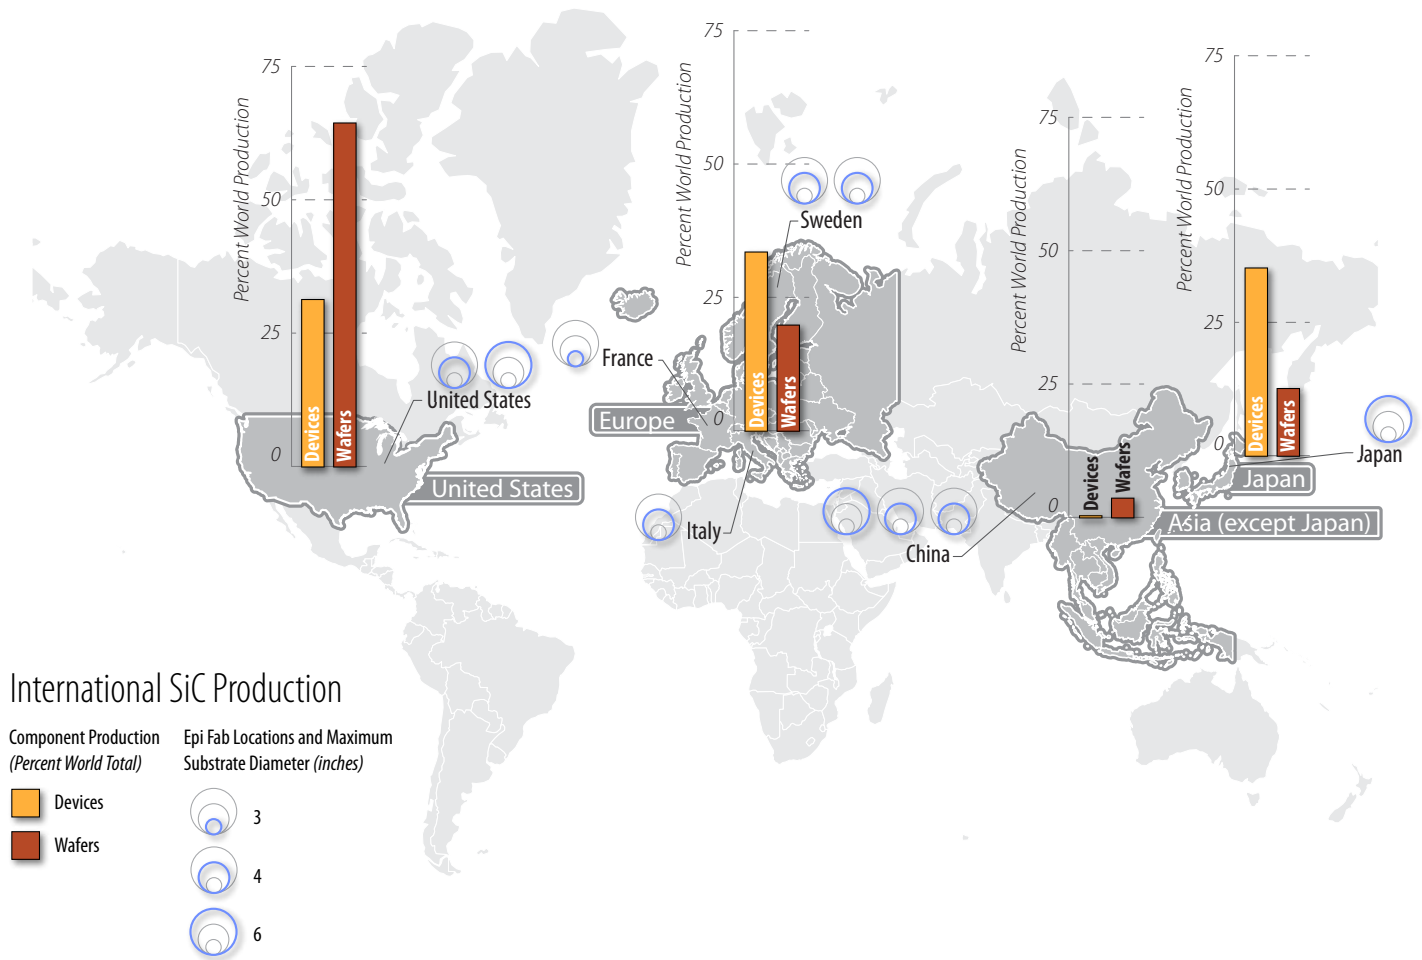 75
50
25
0
Percent World Production
Devices
Wafers
United States
United States
75
50
25
0
Percent World Production
Devices
Wafers
Sweden
France
Europe
Italy
75
50
25
0
Percent World Production
Devices
Wafers
China
Asia (except Japan)
75
50
25
0
Percent World Production
Devices
Wafers
Japan
Japan
International SiC Production
Component Production
(Percent World Total)
Devices
Wafers
Epi Fab Locations and Maximum
Substrate Diameter (inches)
3
4
6